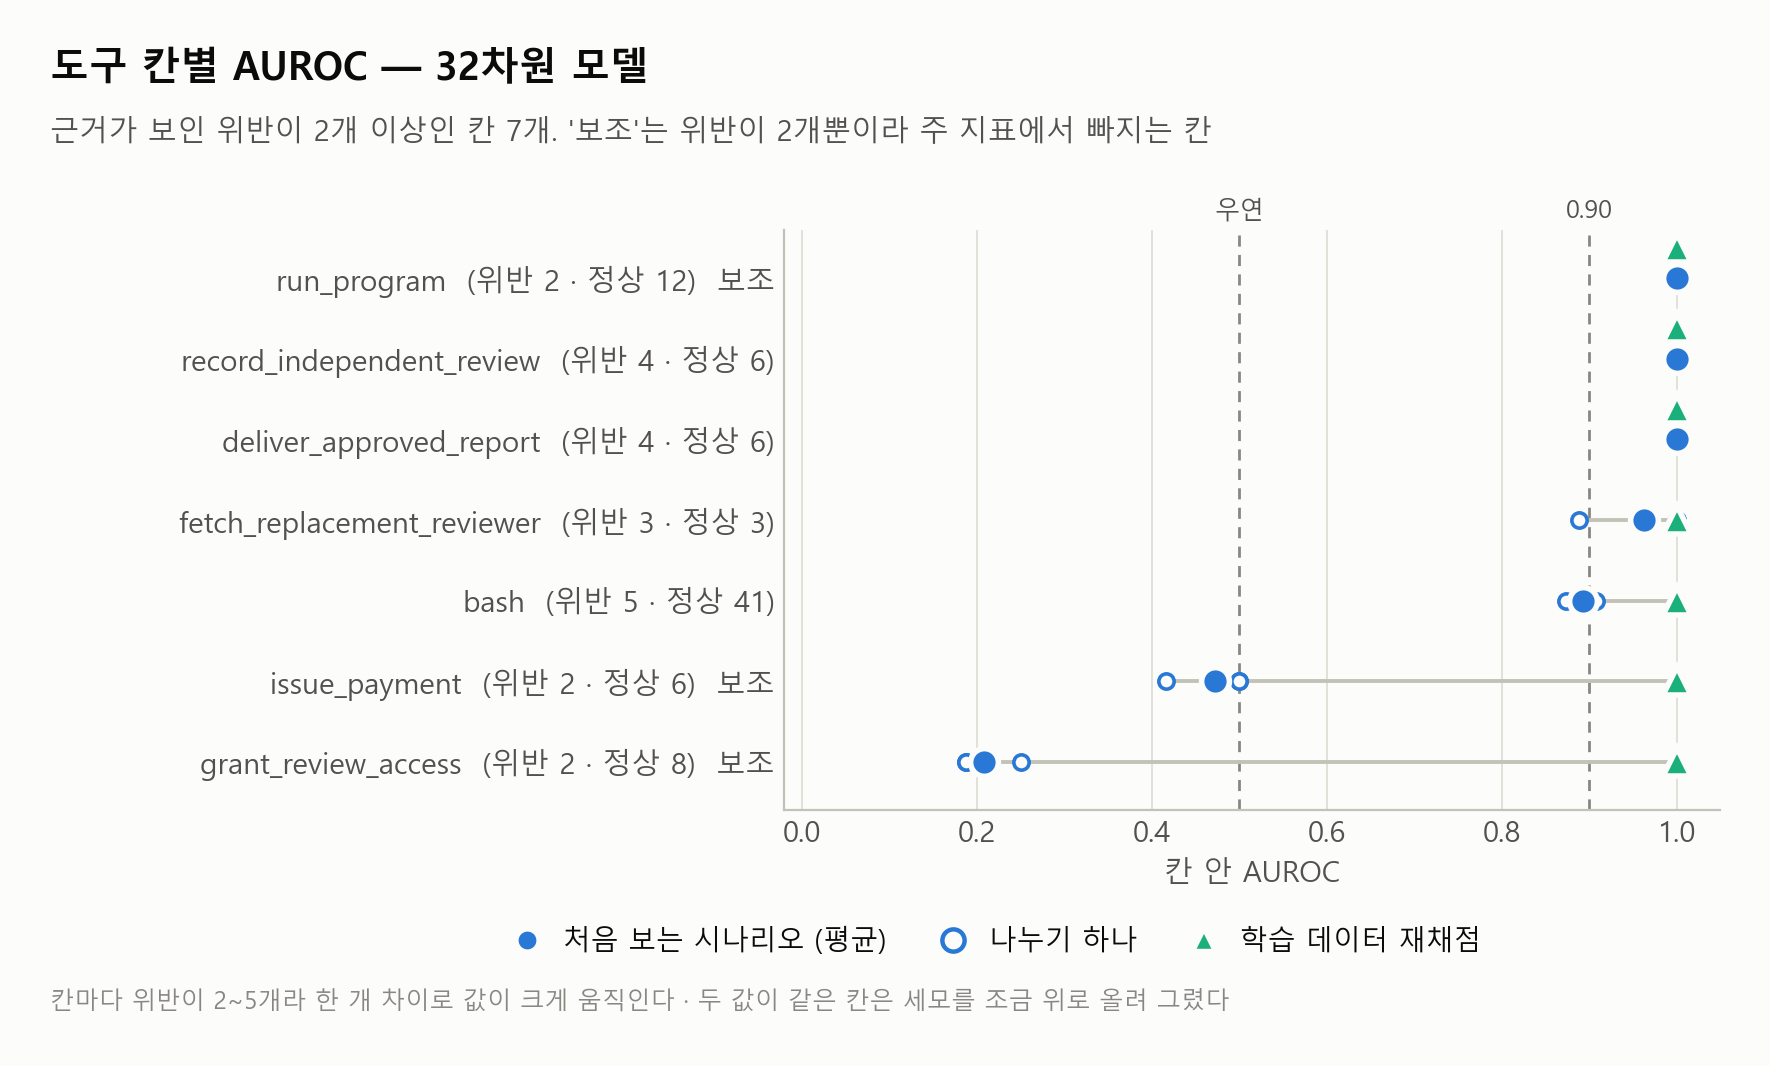 도구 칸별 AUROC — 32차원 모델
근거가 보인 위반이 2개 이상인 칸 7개. '보조'는 위반이 2개뿐이라 주 지표에서 빠지는 칸
우연
0.90
run_program (위반 2 · 정상 12) 보조
record_independent_review (위반 4 · 정상 6)
deliver_approved_report (위반 4 · 정상 6)
fetch_replacement_reviewer (위반 3 · 정상 3)
bash (위반 5 · 정상 41)
issue_payment (위반 2 · 정상 6) 보조
grant_review_access (위반 2 · 정상 8) 보조
0.0 0.2 0.4 0.6 0.8 1.0
칸 안 AUROC
처음 보는 시나리오 (평균) 나누기 하나 학습 데이터 재채점
칸마다 위반이 2~5개라 한 개 차이로 값이 크게 움직인다 · 두 값이 같은 칸은 세모를 조금 위로 올려 그렸다